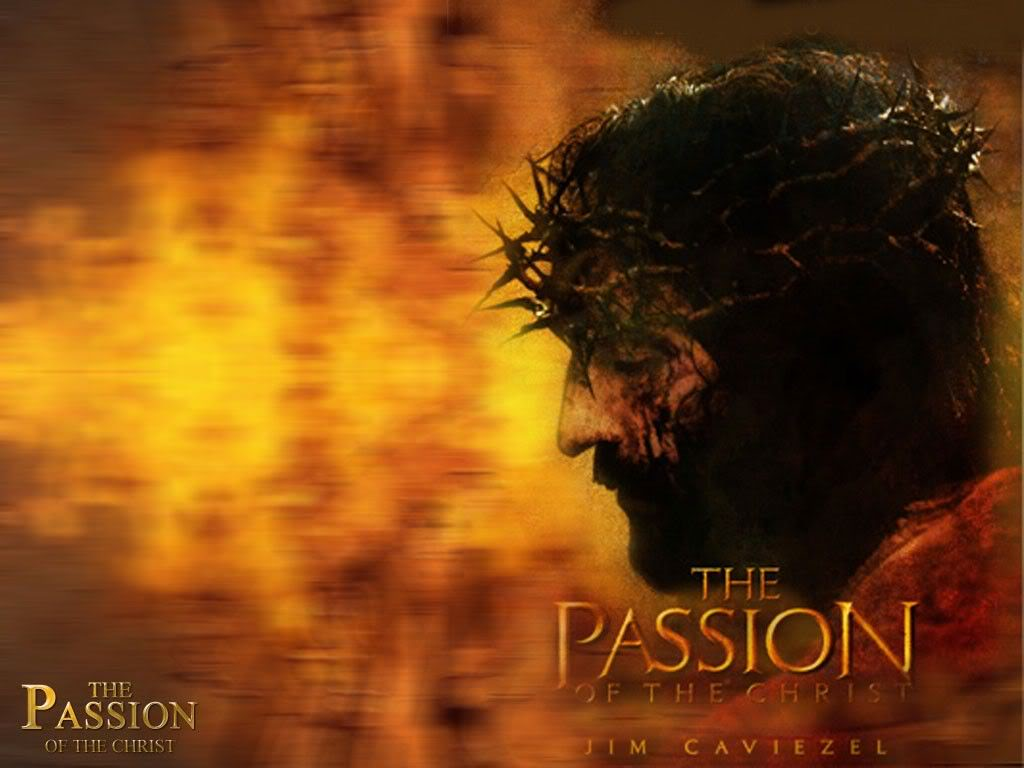 THE
PASSION
OF THE CHRIST
JIM CAVIEZEL
THE
PASSION
OF THE CHRIST